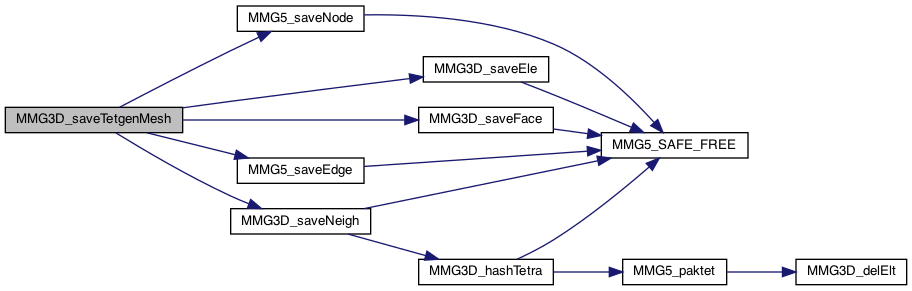 MMG5_saveNode
MMG3D_saveEle
MMG3D_saveTetgenMesh
MMG3D_saveFace
MMG5_SAFE_FREE
MMG5_saveEdge
MMG3D_saveNeigh
MMG3D_hashTetra
MMG5_paktet
MMG3D_delElt